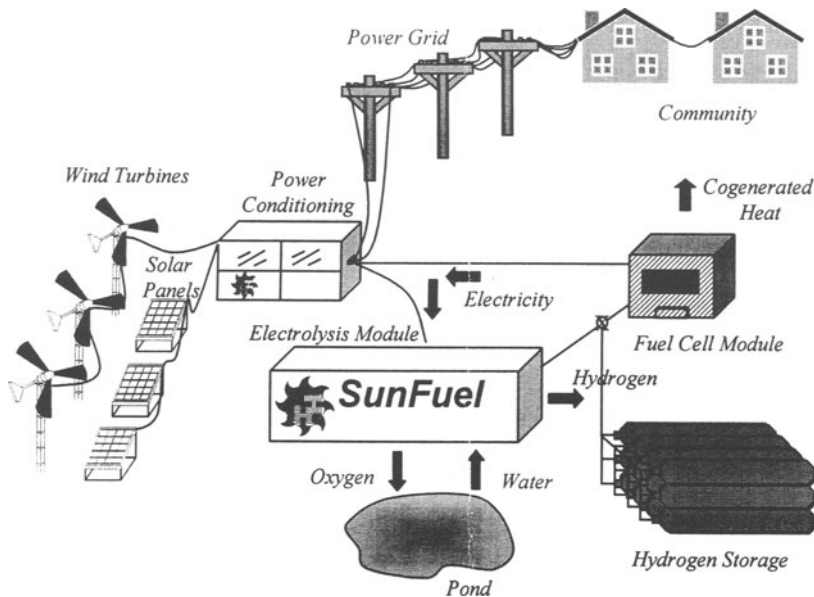 Power Grid
Community
Wind Turbines
Power
Conditioning
Cogenerated
Heat
Solar
Panels
Electricity
Electrolysis Module
Fuel Cell Module
SunFuel
Hydrogen
Oxygen
Water
Hydrogen Storage
Pond